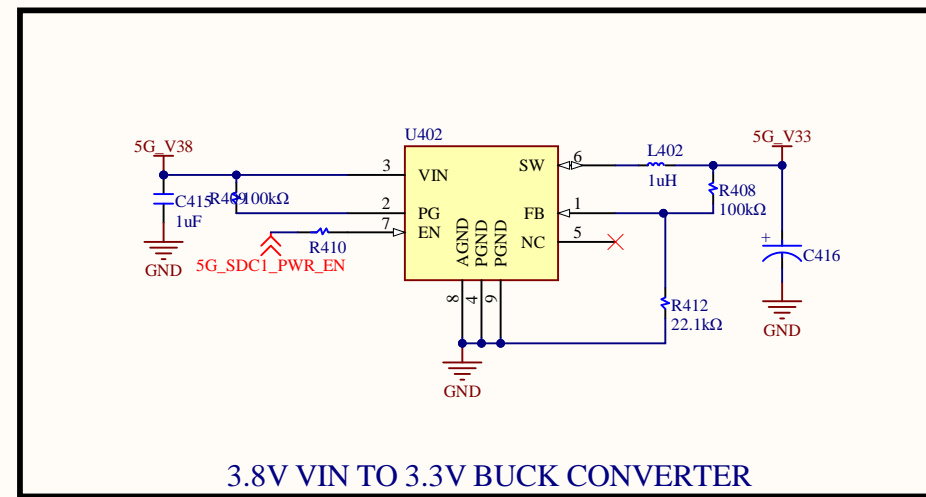 U402
5G_V38
3
VIN
C415
1uF
R409
100kΩ
2
PG
7
EN
R410
5G_SDC1_PWR_EN
GND
SW
6
L402
1uH
5G_V33
FB
1
R408
100kΩ
NC
5
AGND
PGND
PGND
8
4
9
+
C416
R412
22.1kΩ
GND
GND
3.8V VIN TO 3.3V BUCK CONVERTER